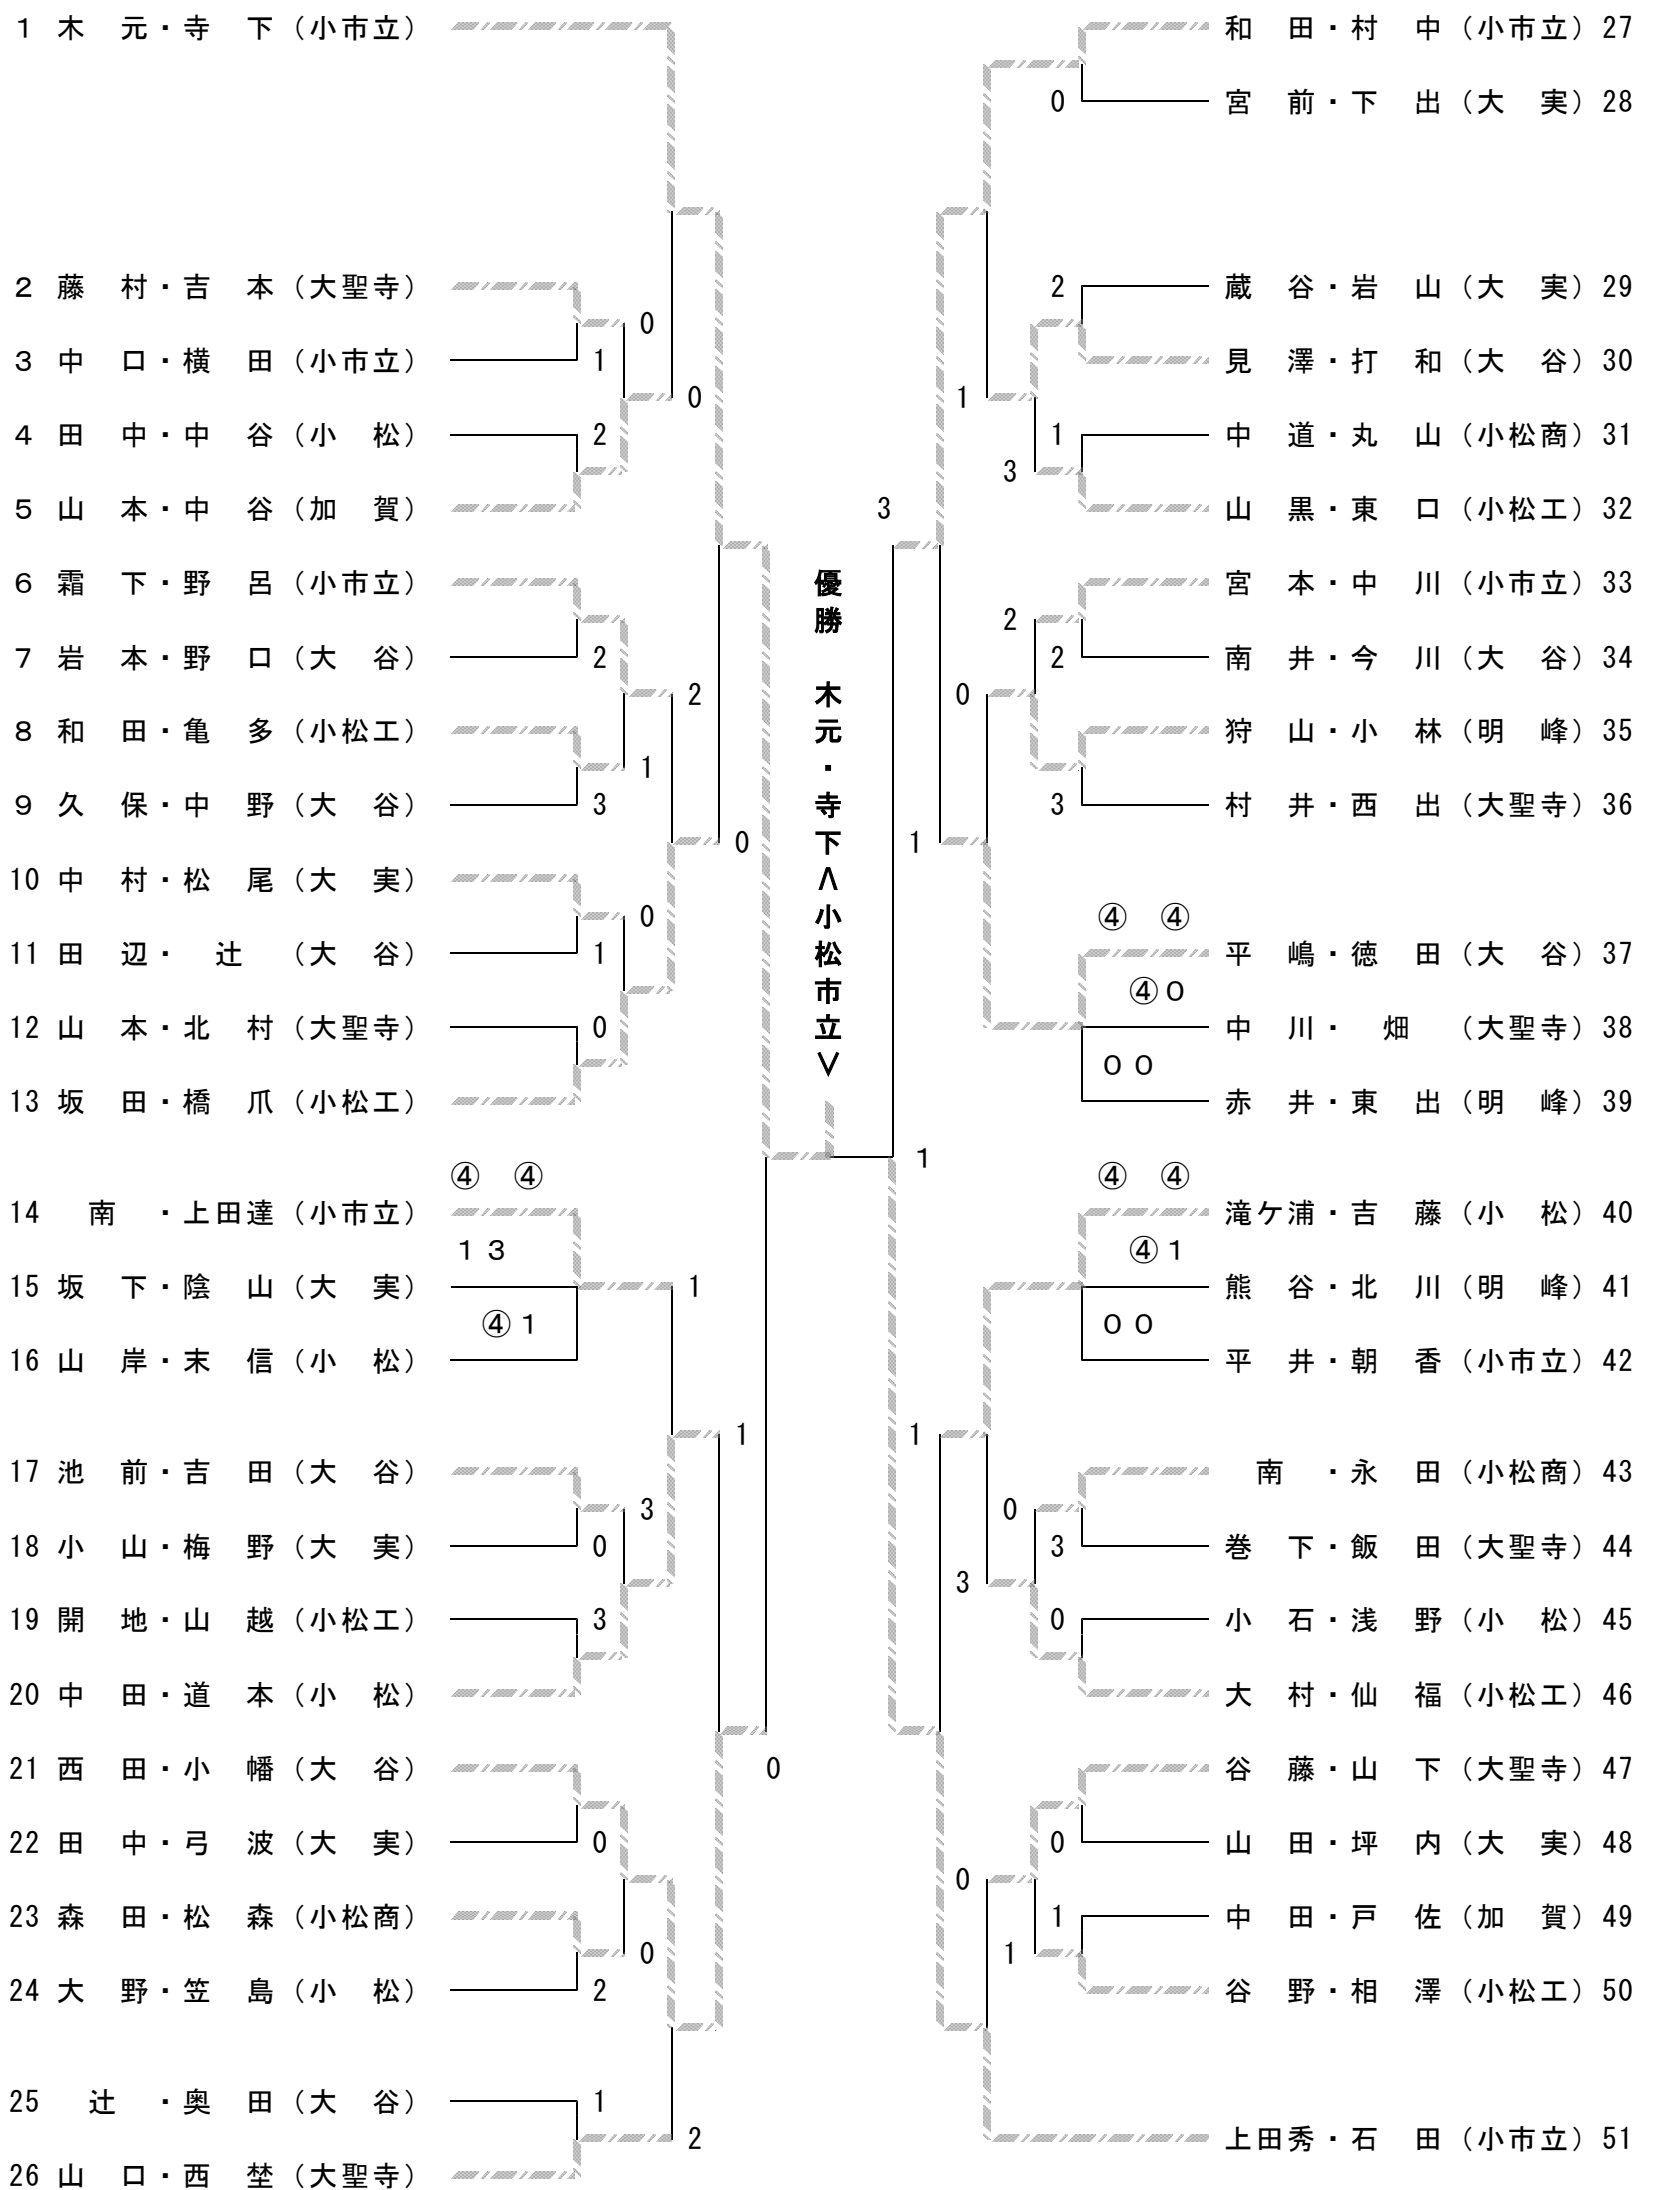 1 木　元・寺　下（小市立）
2 藤　村・吉　本（大聖寺）
0
3 中　口・横　田（小市立）
1
0
4 田　中・中　谷（小　松）
2
5 山　本・中　谷（加　賀）
6 霜　下・野　呂（小市立）
7 岩　本・野　口（大　谷）
2
2
8 和　田・亀　多（小松工）
1
9 久　保・中　野（大　谷）
3
0
10 中　村・松　尾（大　実）
0
11 田　辺・　辻　（大　谷）
1
12 山　本・北　村（大聖寺）
0
13 坂　田・橋　爪（小松工）
④　④
14 　南　・上田達（小市立）
１３
15 坂　下・陰　山（大　実）
1
④１
16 山　岸・末　信（小　松）
1
17 池　前・吉　田（大　谷）
3
18 小　山・梅　野（大　実）
0
19 開　地・山　越（小松工）
3
20 中　田・道　本（小　松）
21 西　田・小　幡（大　谷）
0
22 田　中・弓　波（大　実）
0
23 森　田・松　森（小松商）
0
24 大　野・笠　島（小　松）
2
25 　辻　・奥　田（大　谷）
1
2
26 山　口・西　埜（大聖寺）
優勝　木元・寺下＜小松市立＞
3
1
和　田・村　中（小市立）27
0
宮　前・下　出（大　実）28
2
蔵　谷・岩　山（大　実）29
見　澤・打　和（大　谷）30
1
1
中　道・丸　山（小松商）31
3
山　黒・東　口（小松工）32
宮　本・中　川（小市立）33
2
2
南　井・今　川（大　谷）34
0
狩　山・小　林（明　峰）35
3
村　井・西　出（大聖寺）36
1
④　④
平　嶋・徳　田（大　谷）37
④０
中　川・　畑　（大聖寺）38
００
赤　井・東　出（明　峰）39
④　④
滝ケ浦・吉　藤（小　松）40
④１
熊　谷・北　川（明　峰）41
００
平　井・朝　香（小市立）42
1
　南　・永　田（小松商）43
0
3
巻　下・飯　田（大聖寺）44
3
0
小　石・浅　野（小　松）45
大　村・仙　福（小松工）46
谷　藤・山　下（大聖寺）47
0
山　田・坪　内（大　実）48
0
1
中　田・戸　佐（加　賀）49
1
谷　野・相　澤（小松工）50
上田秀・石　田（小市立）51